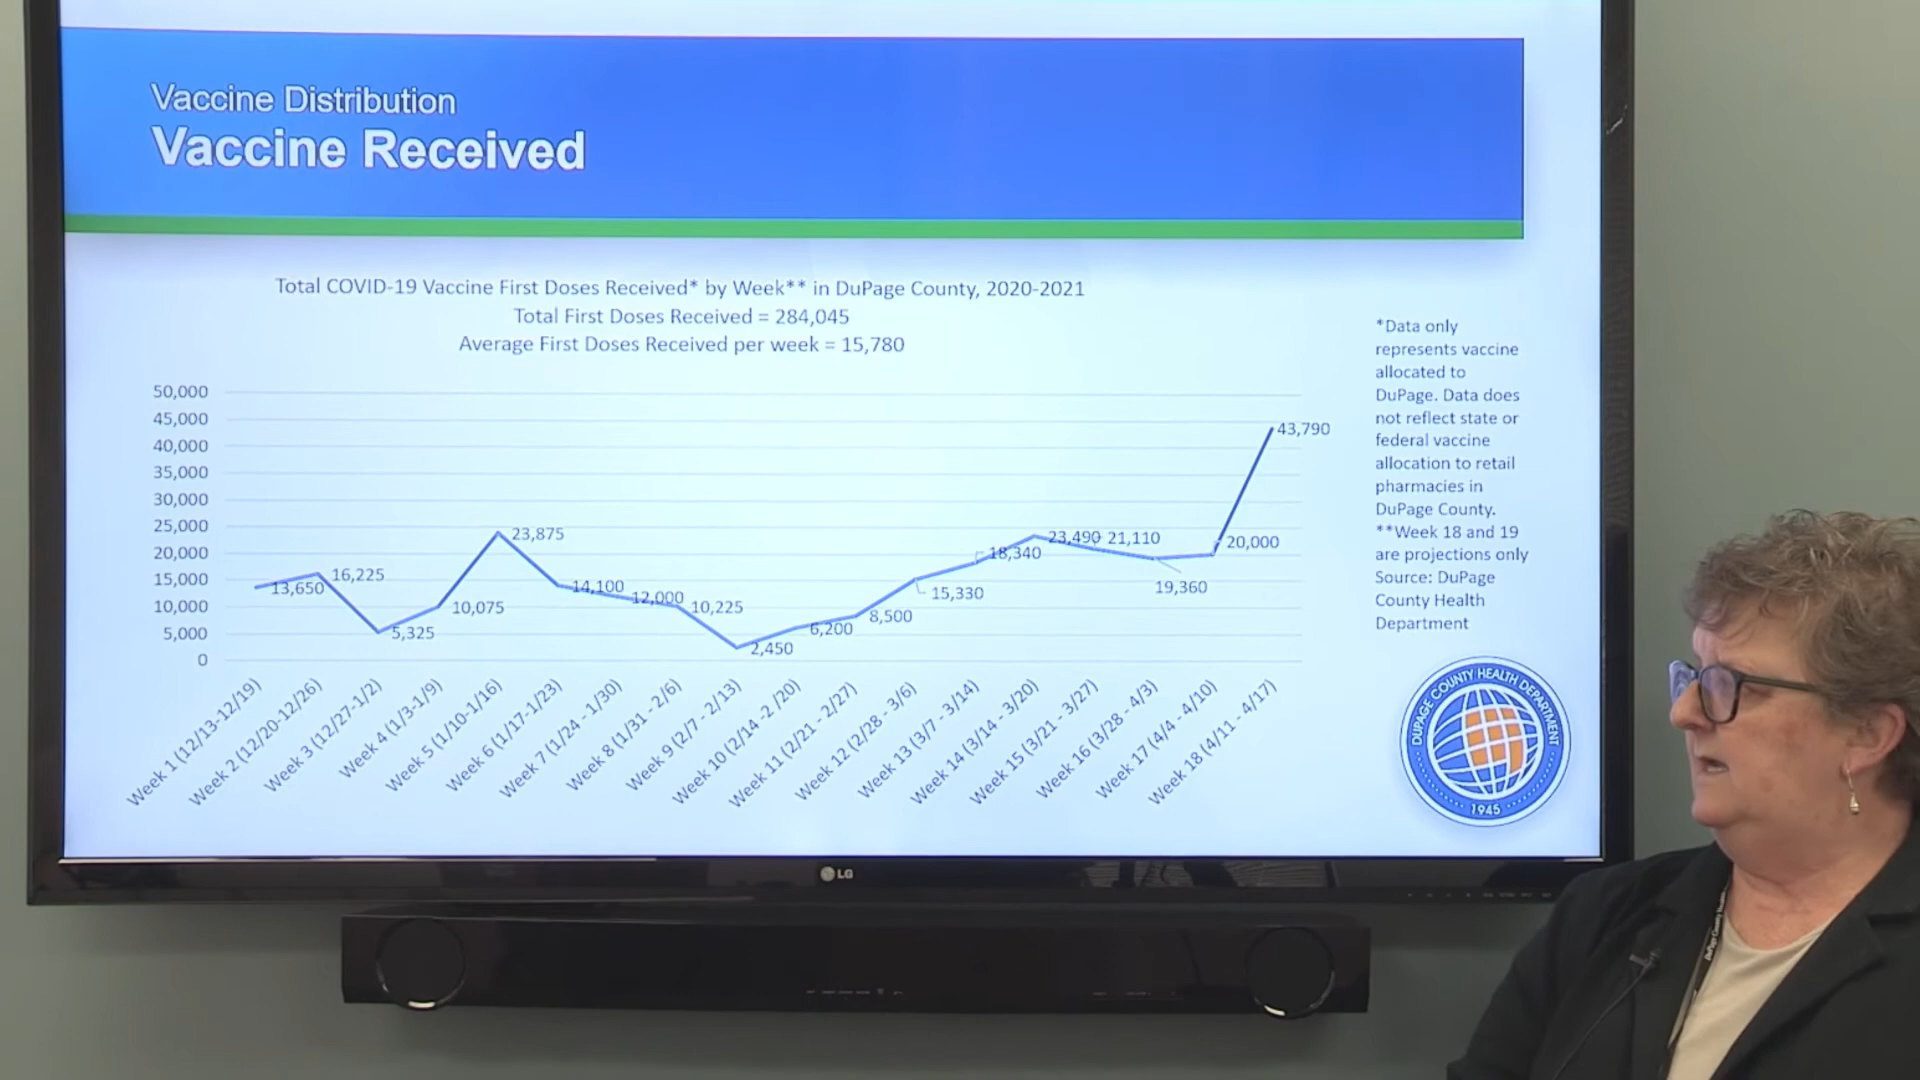 Vaccine Distribution
Vaccine Received
Total COVID-19 Vaccine First Doses Received* by Week** in DuPage County, 2020-2021
Total First Doses Received = 284,045
Average First Doses Received per week = 15,780
50,000
45,000
40,000
35,000
30,000
25,000
20,000
15,000
10,000
5,000
0
13,650
16,225
5,325
10,075
23,875
14,100
12,000
10,225
2,450
6,200
8,500
15,330
18,340
23,490
21,110
19,360
20,000
43,790
Week 1 (12/13-12/19)
Week 2 (12/20-12/26)
Week 3 (12/27-1/2)
Week 4 (1/3-1/9)
Week 5 (1/10-1/16)
Week 6 (1/17-1/23)
Week 7 (1/24 - 1/30)
Week 8 (1/31 - 2/6)
Week 9 (2/7 - 2/13)
Week 10 (2/14 -2 /20)
Week 11 (2/21 - 2/27)
Week 12 (2/28 - 3/6)
Week 13 (3/7 - 3/14)
Week 14 (3/14 - 3/20)
Week 15 (3/21 - 3/27)
Week 16 (3/28 - 4/3)
Week 17 (4/4 - 4/10)
Week 18 (4/11 - 4/17)
*Data only
represents vaccine
allocated to
DuPage. Data does
not reflect state or
federal vaccine
allocation to retail
pharmacies in
DuPage County.
**Week 18 and 19
are projections only
Source: DuPage
County Health
Department
DUPAGE COUNTY HEALTH DEPARTMENT
1945
LG